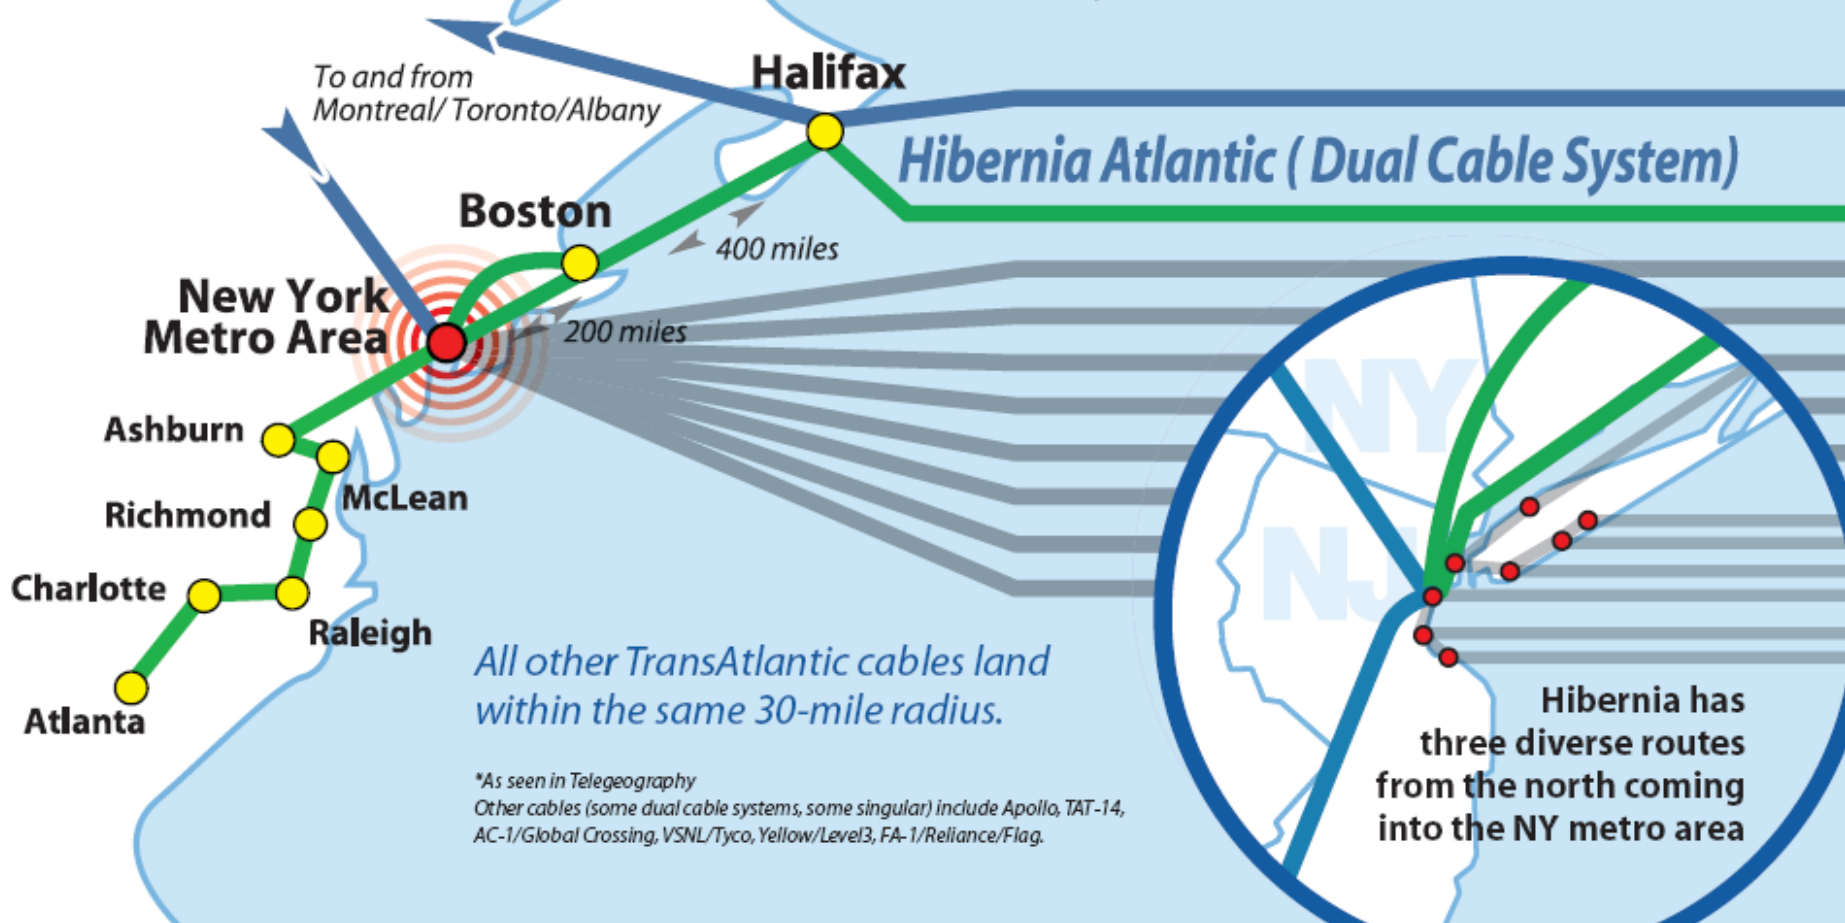 To and from
Montreal/ Toronto/Albany
Halifax
Hibernia Atlantic ( Dual Cable System)
Boston
400 miles
New York
Metro Area
200 miles
Ashburn
McLean
Richmond
Charlotte
Raleigh
Atlanta
NY
NJ
All other TransAtlantic cables land
within the same 30-mile radius.
*As seen in Telegeography
Other cables (some dual cable systems, some singular) include Apollo, TAT-14,
AC-1/Global Crossing, VSNL/Tyco, Yellow/Level3, FA-1/Reliance/Flag.
Hibernia has
three diverse routes
from the north coming
into the NY metro area